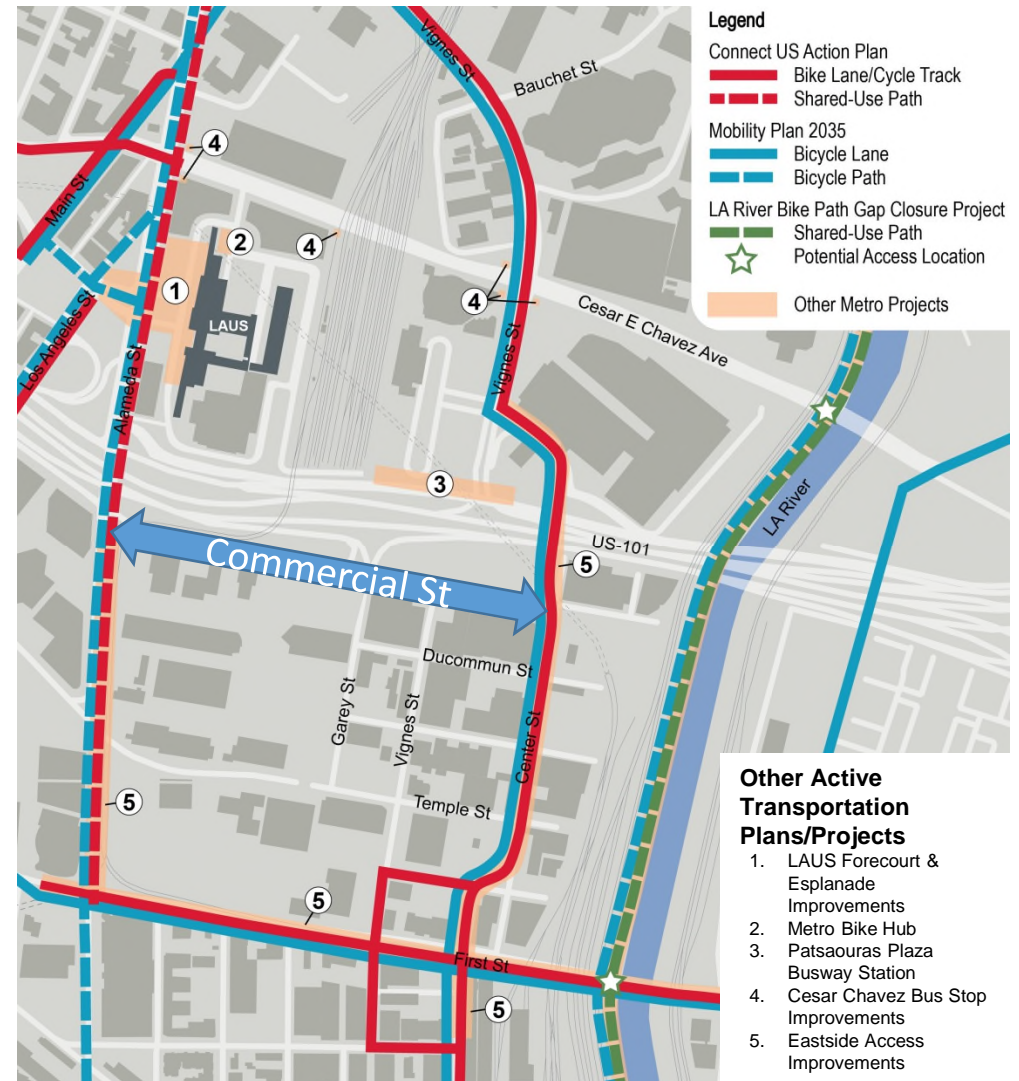 Legend
Connect US Action Plan
Bike Lane/Cycle Track
Shared-Use Path
Mobility Plan 2035
Bicycle Lane
Bicycle Path
LA River Bike Path Gap Closure Project
Shared-Use Path
Potential Access Location
Other Metro Projects
Vignes St
Bauchet St
4
Main St
2
4
1
4
LAUS
Cesar E Chavez Ave
Los Angeles St
Alameda St
Vignes St
3
LA River
US-101
5
Commercial St
Ducommun St
Garey St
Vignes St
Center St
Temple St
5
5
First St
5
Other Active
Transportation
Plans/Projects
1. LAUS Forecourt &
Esplanade
Improvements
2. Metro Bike Hub
3. Patsaouras Plaza
Busway Station
4. Cesar Chavez Bus Stop
Improvements
5. Eastside Access
Improvements